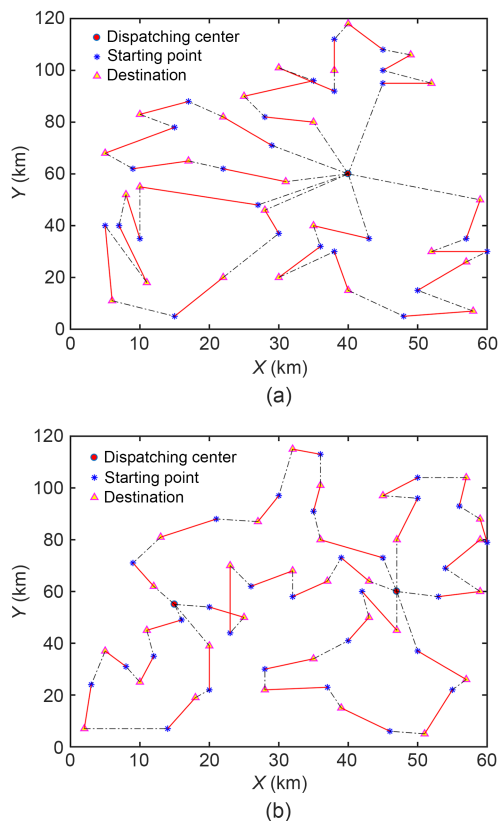 120
100
80
60
40
20
0
Y (km)
Dispatching center
Starting point
Destination
0 10 20 30 40 50 60
X (km)
(a)
120
100
80
60
40
20
0
Y (km)
Dispatching center
Starting point
Destination
0 10 20 30 40 50 60
X (km)
(b)